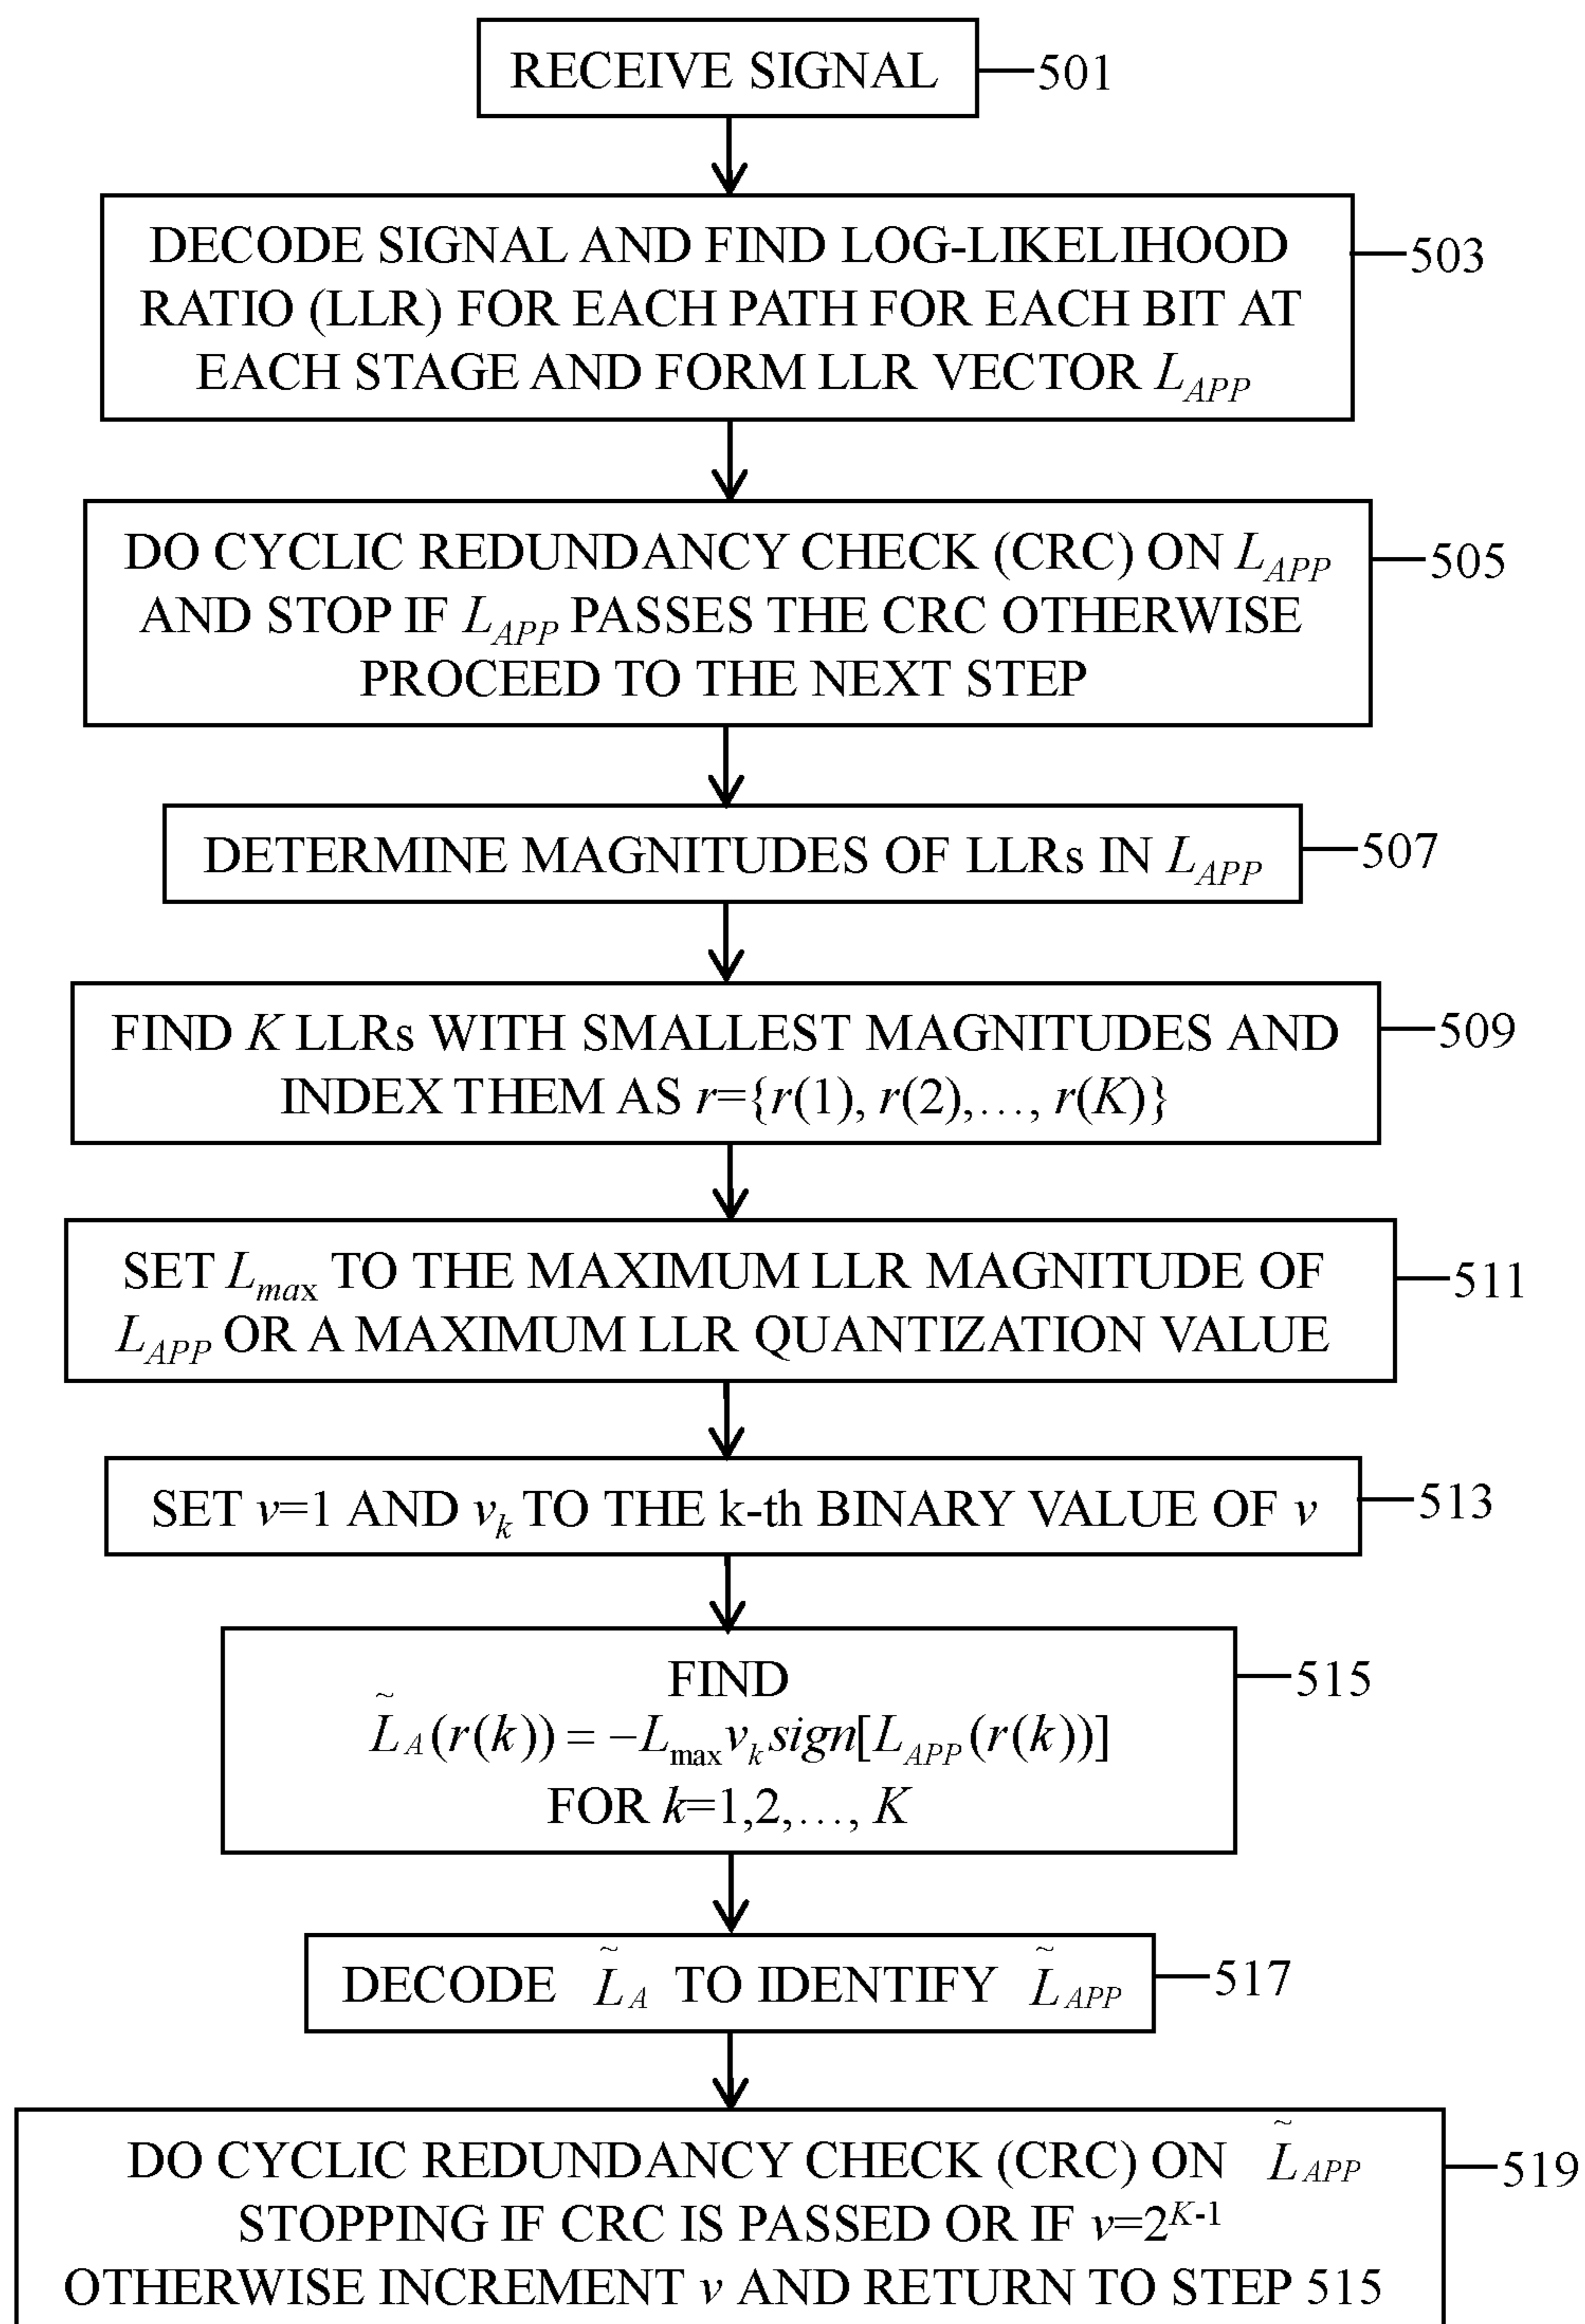 RECEIVE SIGNAL
501
DECODE SIGNAL AND FIND LOG-LIKELIHOOD
RATIO (LLR) FOR EACH PATH FOR EACH BIT AT
EACH STAGE AND FORM LLR VECTOR L_APP
503
DO CYCLIC REDUNDANCY CHECK (CRC) ON L_APP
AND STOP IF L_APP PASSES THE CRC OTHERWISE
PROCEED TO THE NEXT STEP
505
DETERMINE MAGNITUDES OF LLRs IN L_APP
507
FIND K LLRs WITH SMALLEST MAGNITUDES AND
INDEX THEM AS r={r(1), r(2),..., r(K)}
509
SET L_max TO THE MAXIMUM LLR MAGNITUDE OF
L_APP OR A MAXIMUM LLR QUANTIZATION VALUE
511
SET v=1 AND v_k TO THE k-th BINARY VALUE OF v
513
FIND
L̃_A(r(k)) = −L_max v_k sign[L_APP(r(k))]
FOR k=1,2,..., K
515
DECODE L̃_A TO IDENTIFY L̃_APP
517
DO CYCLIC REDUNDANCY CHECK (CRC) ON L̃_APP
STOPPING IF CRC IS PASSED OR IF v=2^{K-1}
OTHERWISE INCREMENT v AND RETURN TO STEP 515
519